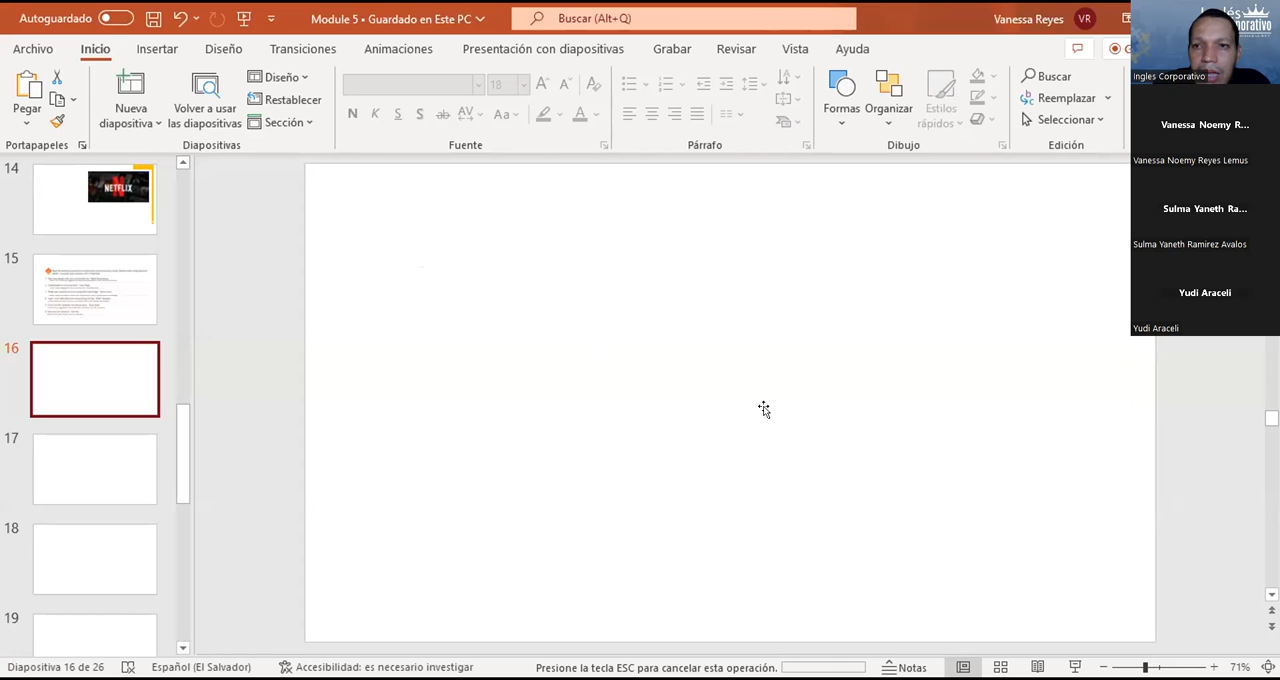 Autoguardado
Module 5 • Guardado en Este PC
Buscar (Alt+Q)
Vanessa Reyes
VR
Archivo
Inicio
Insertar
Diseño
Transiciones
Animaciones
Presentación con diapositivas
Grabar
Revisar
Vista
Ayuda
Pegar
Nueva
diapositiva
Volver a usar
las diapositivas
Diseño
Restablecer
Sección
18
N K S S ab AV Aa A
Formas
Organizar
Estilos
rápidos
Buscar
Reemplazar
Seleccionar
Portapapeles
Diapositivas
Fuente
Párrafo
Dibujo
Edición
Ingles Corporativo
Vanessa Noemy R...
Vanessa Noemy Reyes Lemus
Sulma Yaneth Ra...
Sulma Yaneth Ramirez Avalos
Yudi Araceli
Yudi Araceli
14
NETFLIX
15
16
17
18
19
Diapositiva 16 de 26
Español (El Salvador)
Accesibilidad: es necesario investigar
Presione la tecla ESC para cancelar esta operación.
Notas
71%